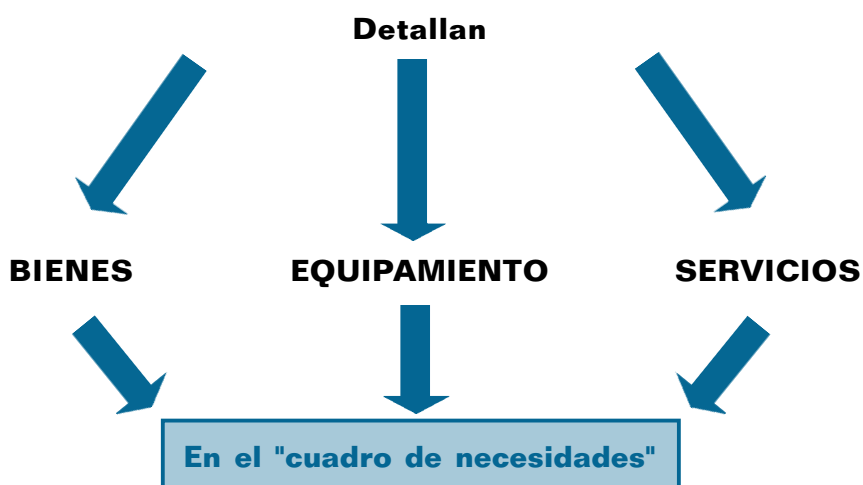 Detallan
BIENES EQUIPAMIENTO SERVICIOS
En el "cuadro de necesidades"